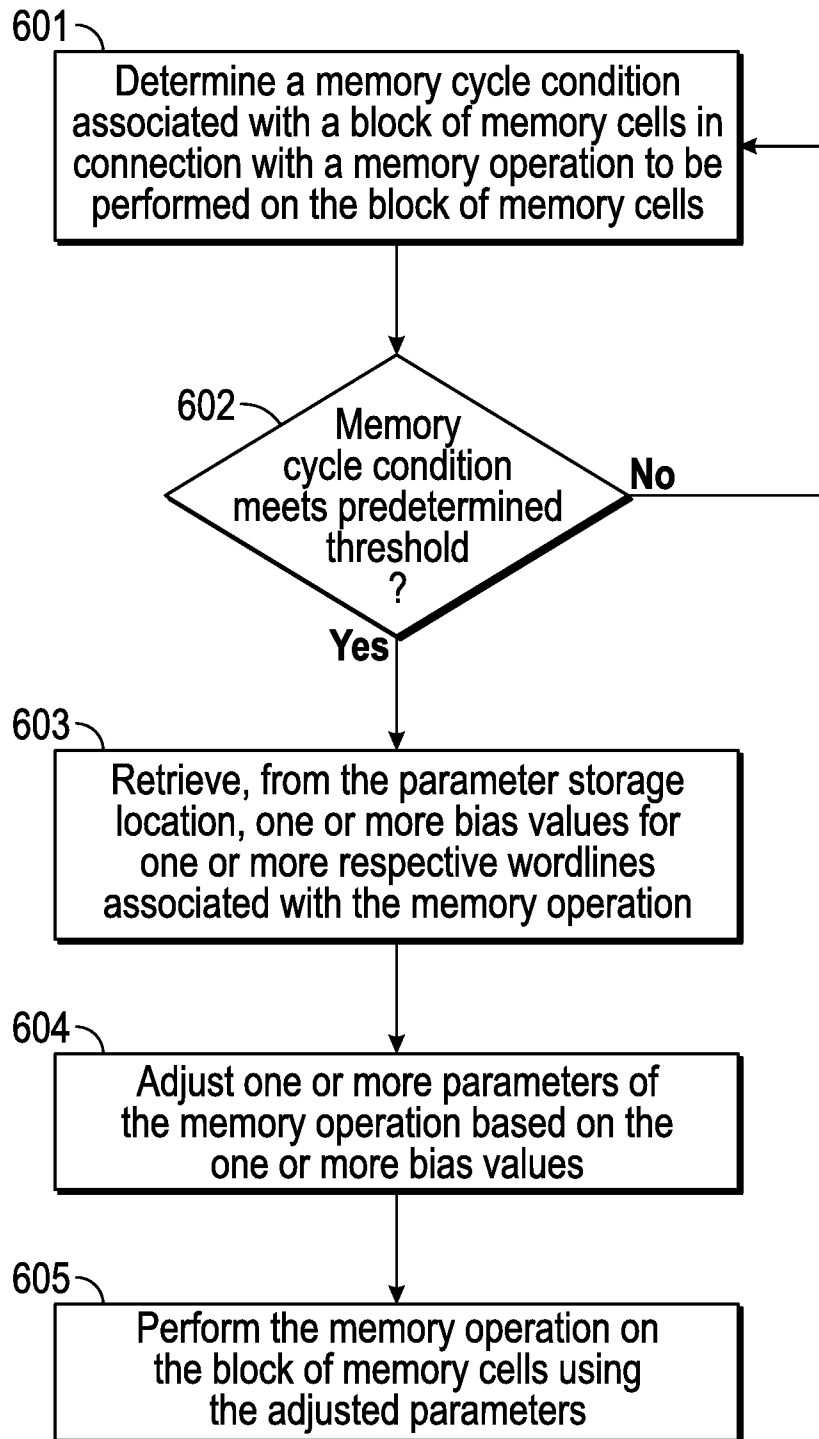 601
Determine a memory cycle condition
associated with a block of memory cells in
connection with a memory operation to be
performed on the block of memory cells
602
Memory
cycle condition
meets predetermined
threshold
?
No
Yes
603
Retrieve, from the parameter storage
location, one or more bias values for
one or more respective wordlines
associated with the memory operation
604
Adjust one or more parameters of
the memory operation based on the
one or more bias values
605
Perform the memory operation on
the block of memory cells using
the adjusted parameters